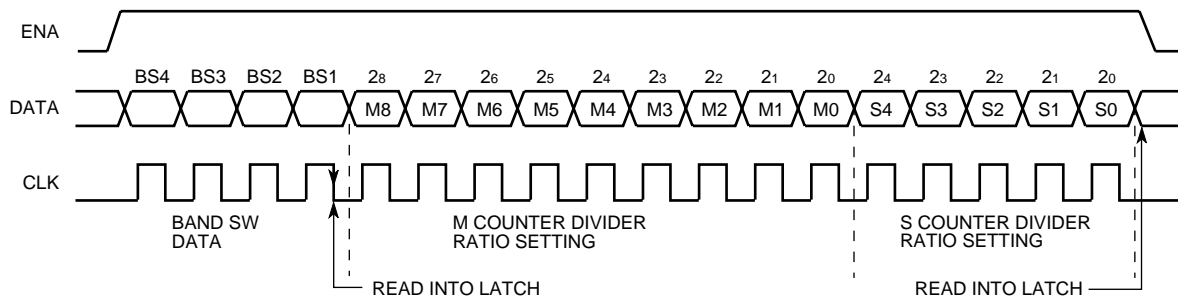 ENA
BS4 BS3 BS2 BS1 28 27 26 25 24 23 22 21 20 24 23 22 21 20
DATA M8 M7 M6 M5 M4 M3 M2 M1 M0 S4 S3 S2 S1 S0
CLK
BAND SW
DATA
M COUNTER DIVIDER
RATIO SETTING
S COUNTER DIVIDER
RATIO SETTING
READ INTO LATCH
READ INTO LATCH